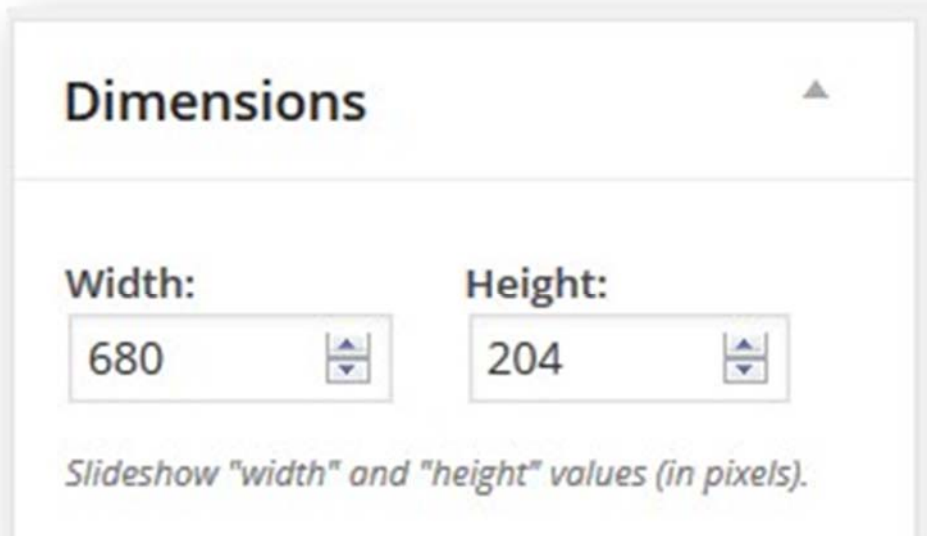 Dimensions
Width: Height:
680 204
Slideshow "width" and "height" values (in pixels).